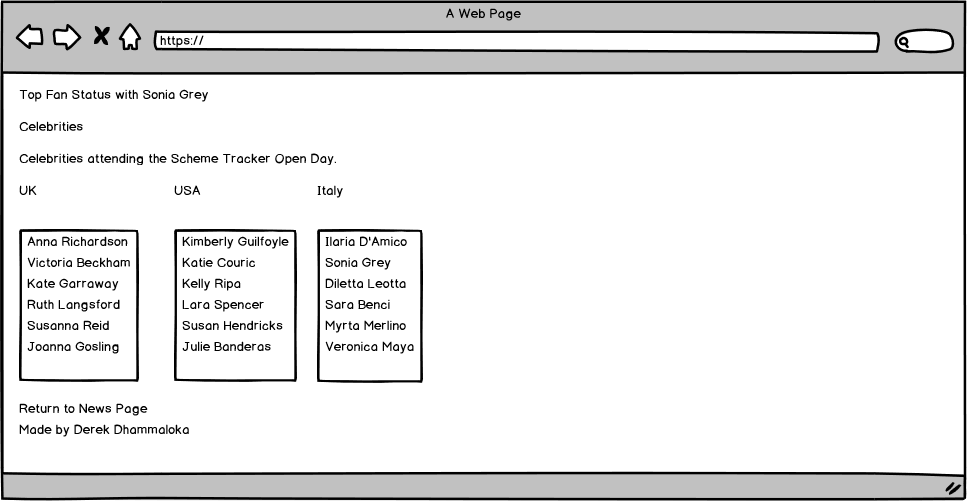 A Web Page
https://
Top Fan Status with Sonia Grey
Celebrities
Celebrities attending the Scheme Tracker Open Day.
UK
USA
Italy
Anna Richardson
Victoria Beckham
Kate Garraway
Ruth Langsford
Susanna Reid
Joanna Gosling
Kimberly Guilfoyle
Katie Couric
Kelly Ripa
Lara Spencer
Susan Hendricks
Julie Banderas
Ilaria D'Amico
Sonia Grey
Diletta Leotta
Sara Benci
Myrta Merlino
Veronica Maya
Return to News Page
Made by Derek Dhammaloka